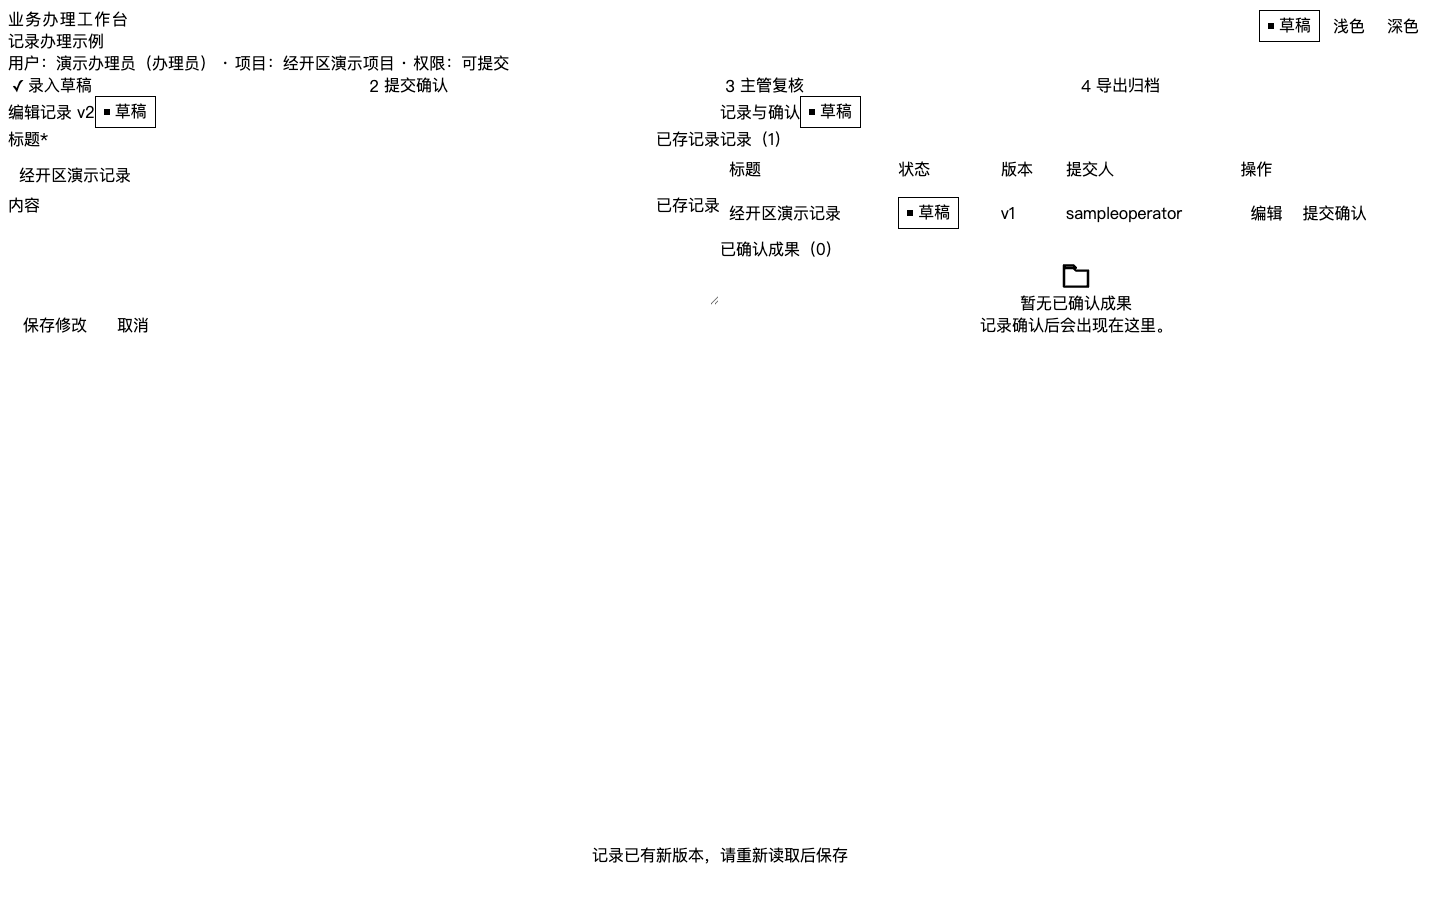 业务办理工作台
草稿 浅色 深色
记录办理示例
用户：演示办理员（办理员） · 项目：经开区演示项目 · 权限：可提交
✓ 录入草稿 2 提交确认 3 主管复核 4 导出归档
编辑记录 v2 草稿
标题*
经开区演示记录
内容
保存修改 取消
记录与确认 草稿
已存记录记录（1）
标题 状态 版本 提交人 操作
已存记录 经开区演示记录 草稿 v1 sampleoperator 编辑 提交确认
已确认成果（0）
暂无已确认成果
记录确认后会出现在这里。
记录已有新版本，请重新读取后保存